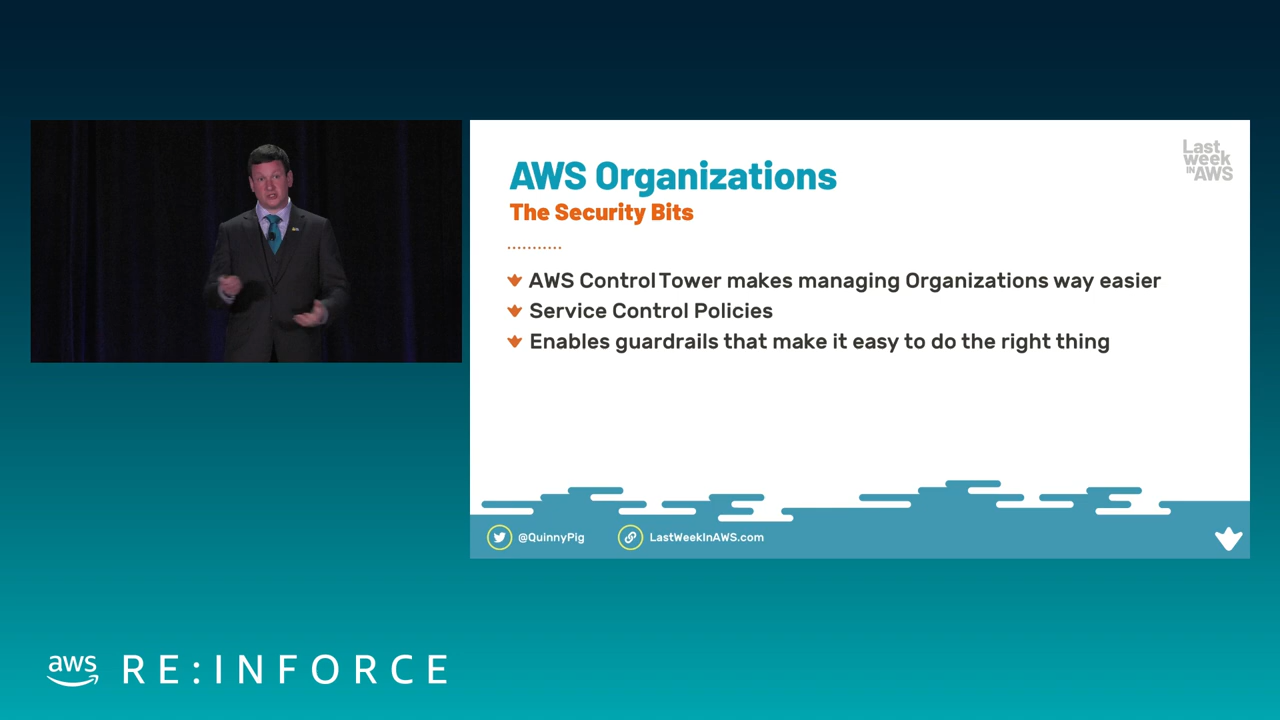 AWS Organizations
The Security Bits
AWS Control Tower makes managing Organizations way easier
Service Control Policies
Enables guardrails that make it easy to do the right thing
Last
week
IN AWS
@QuinnyPig
LastWeekInAWS.com
aws RE:INFORCE